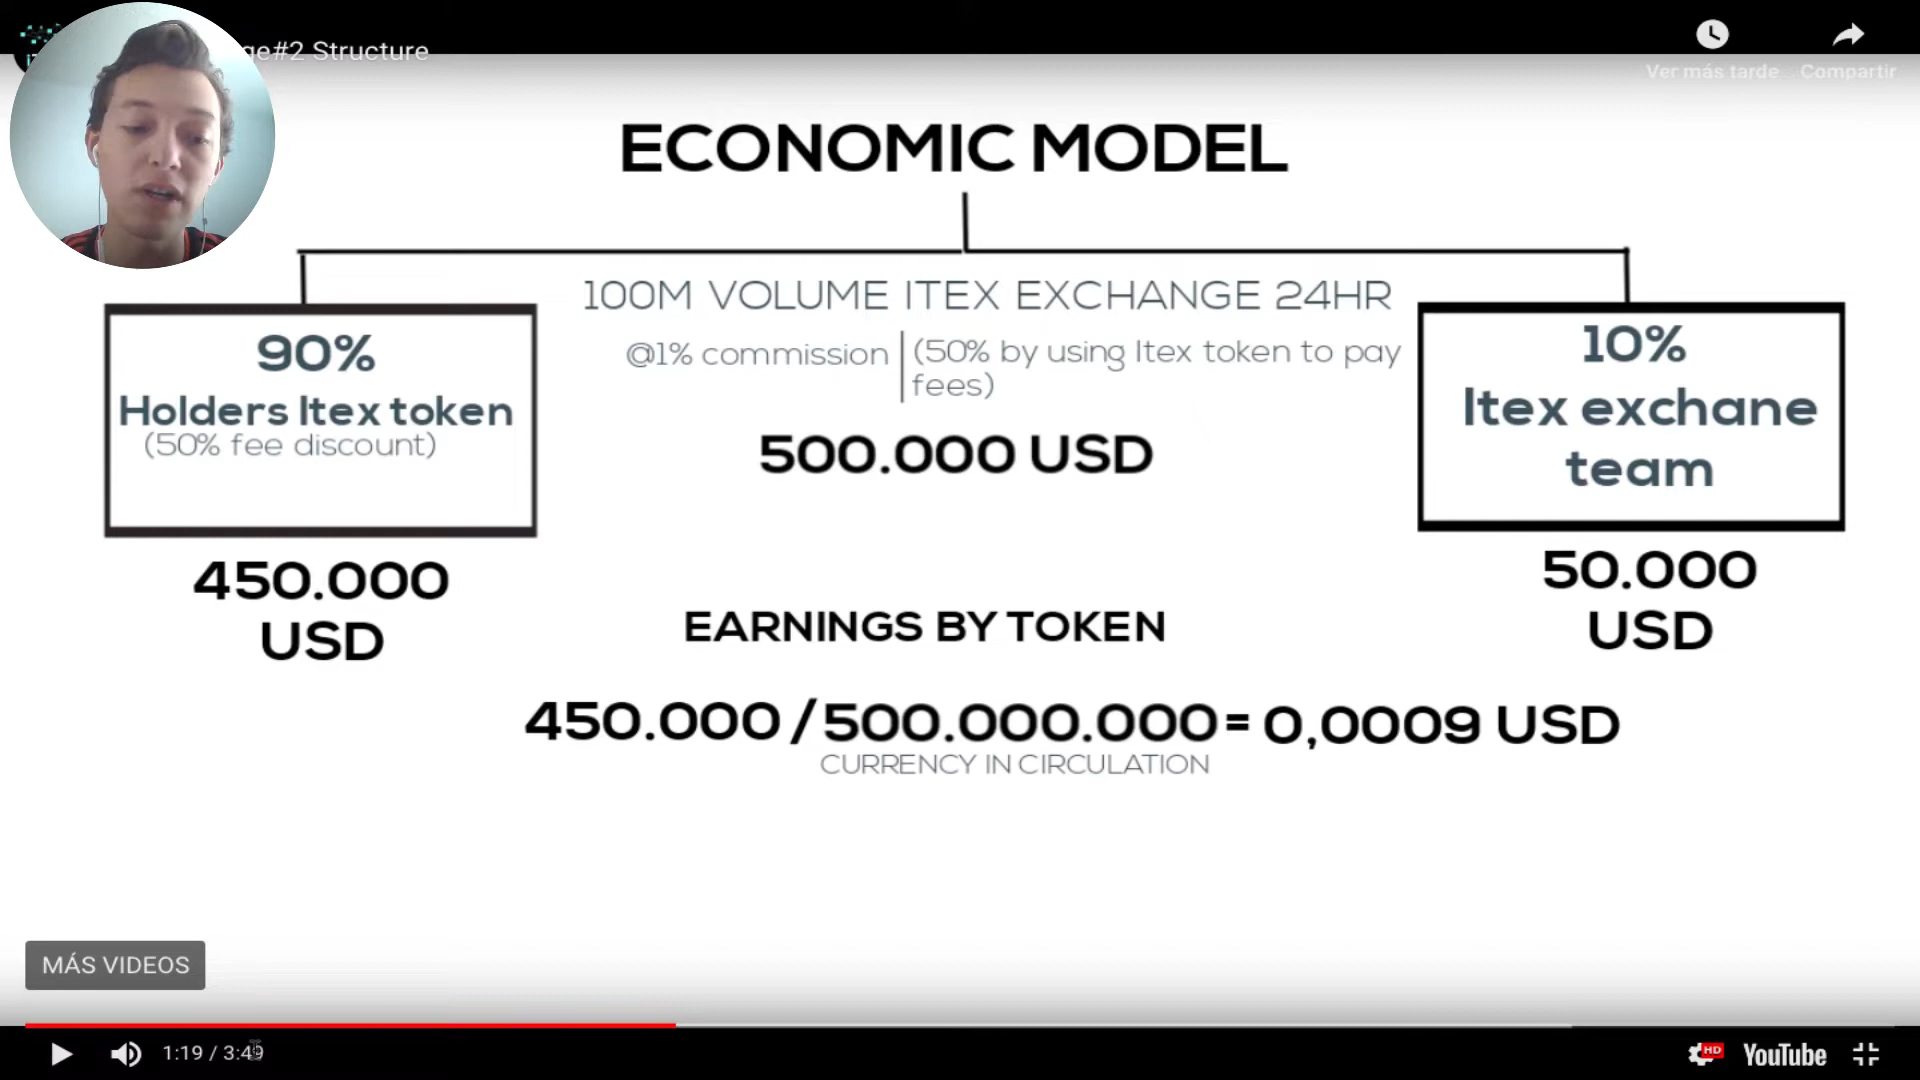 ge#2 Structure
Ver más tarde
Compartir
ECONOMIC MODEL
100M VOLUME ITEX EXCHANGE 24HR
@1% commission
(50% by using Itex token to pay
fees)
500.000 USD
90%
Holders Itex token
(50% fee discount)
450.000
USD
10%
Itex exchane
team
50.000
USD
EARNINGS BY TOKEN
450.000 / 500.000.000 = 0,0009 USD
CURRENCY IN CIRCULATION
MÁS VIDEOS
1:19 / 3:49
HD
YouTube